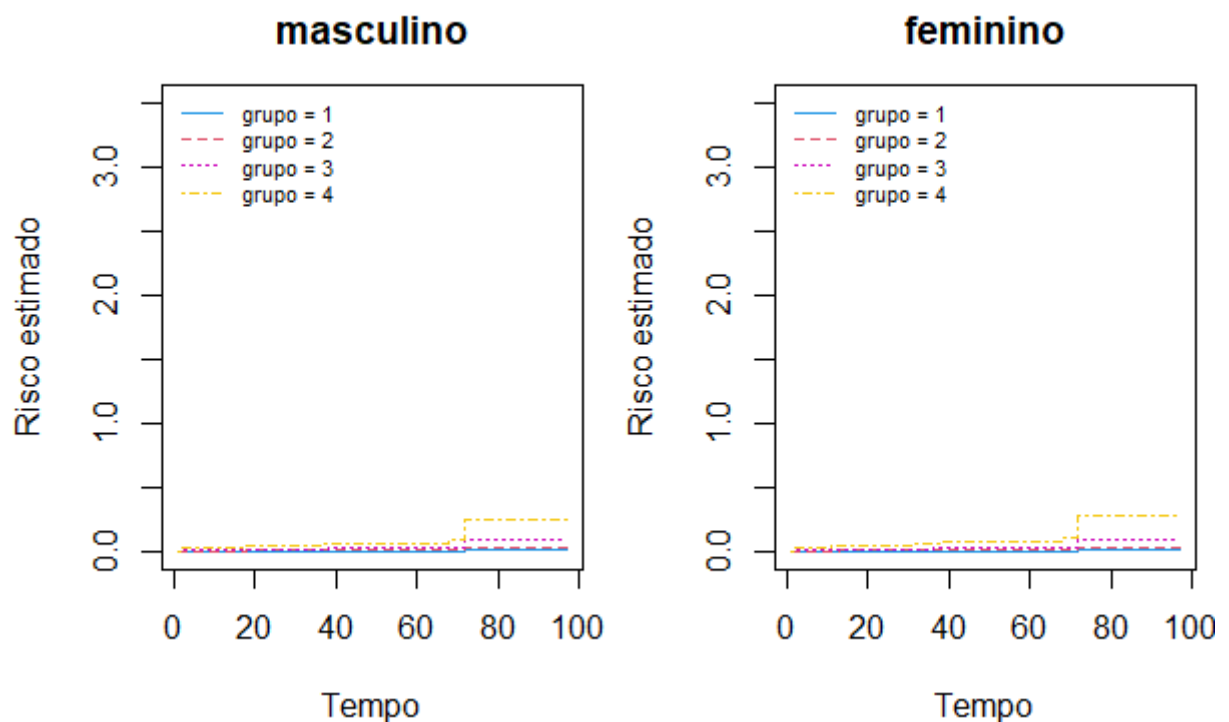 masculino
grupo = 1
grupo = 2
grupo = 3
grupo = 4
Risco estimado
3.0
2.0
1.0
0.0
0 20 40 60 80 100
Tempo
feminino
grupo = 1
grupo = 2
grupo = 3
grupo = 4
Risco estimado
3.0
2.0
1.0
0.0
0 20 40 60 80 100
Tempo